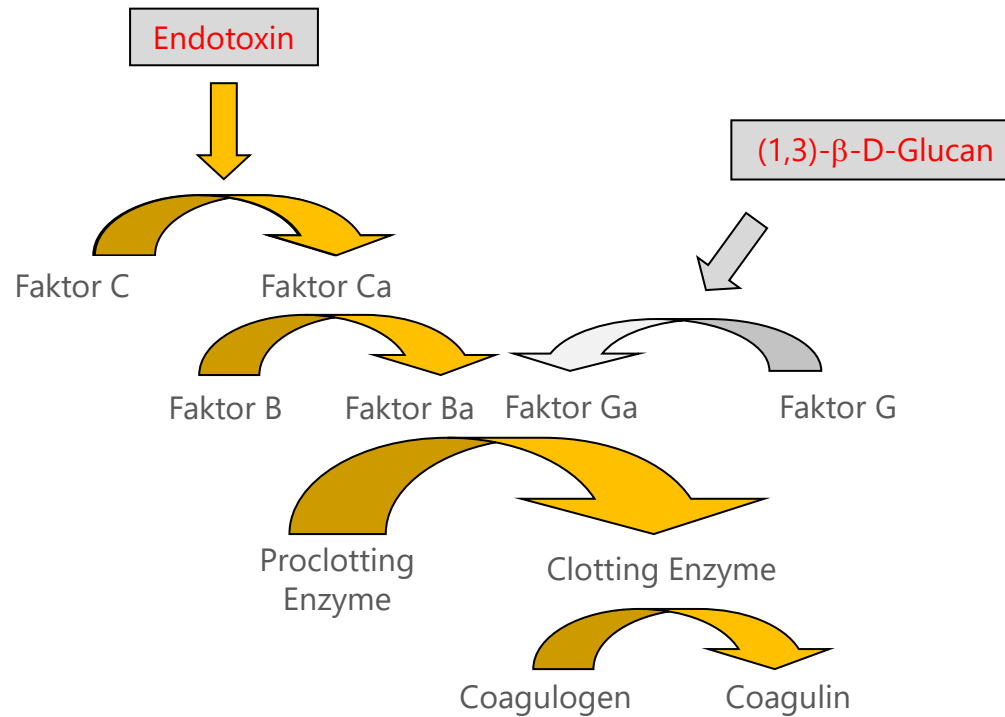 Endotoxin
(1,3)-β-D-Glucan
Faktor C
Faktor Ca
Faktor B
Faktor Ba
Faktor Ga
Faktor G
Proclotting
Enzyme
Clotting Enzyme
Coagulogen
Coagulin